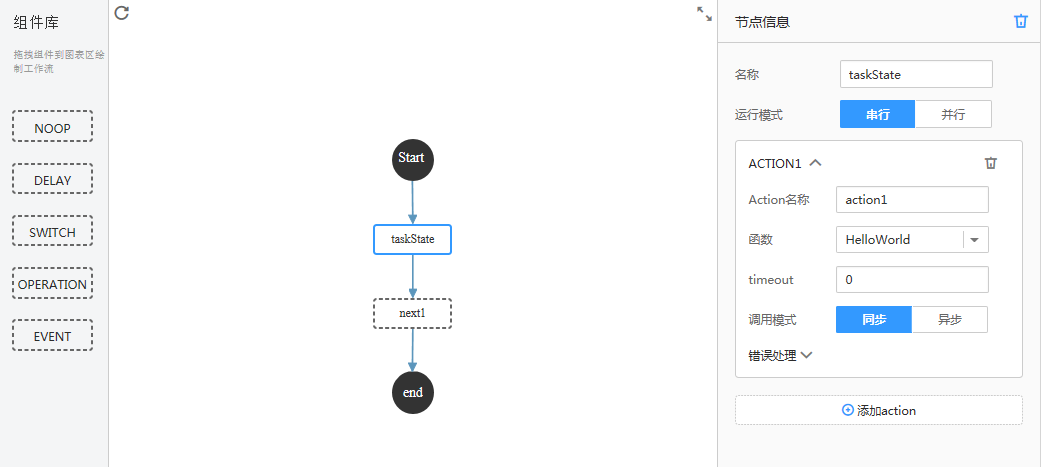 组件库
拖拽组件到图表区绘
制工作流
NOOP
DELAY
SWITCH
OPERATION
EVENT
Start
taskState
next1
end
节点信息
名称 taskState
运行模式 串行 并行
ACTION1
Action名称 action1
函数 HelloWorld
timeout 0
调用模式 同步 异步
错误处理
添加action